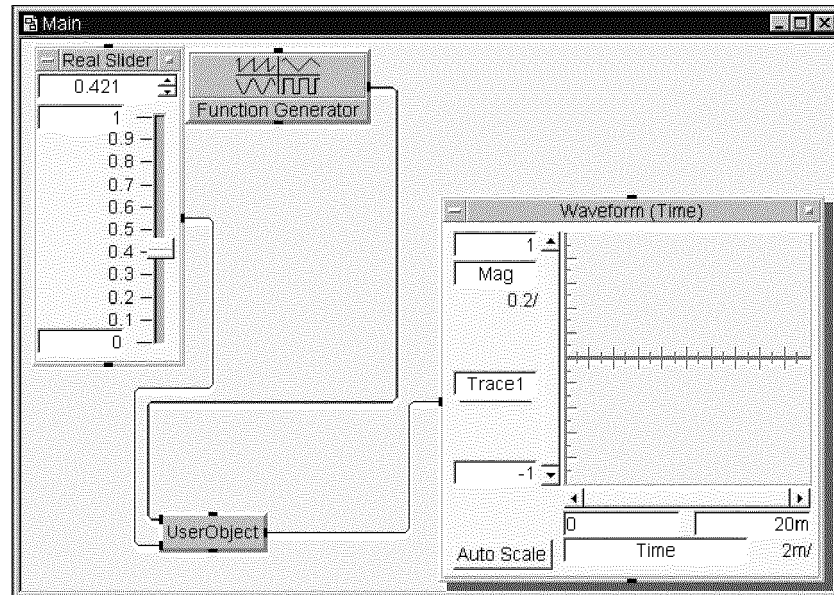 Main
Real Slider
0.421
1
0.9
0.8
0.7
0.6
0.5
0.4
0.3
0.2
0.1
0
Function Generator
UserObject
Waveform (Time)
1
Mag
0.2/
Trace1
-1
Auto Scale
0
20m
Time
2m/